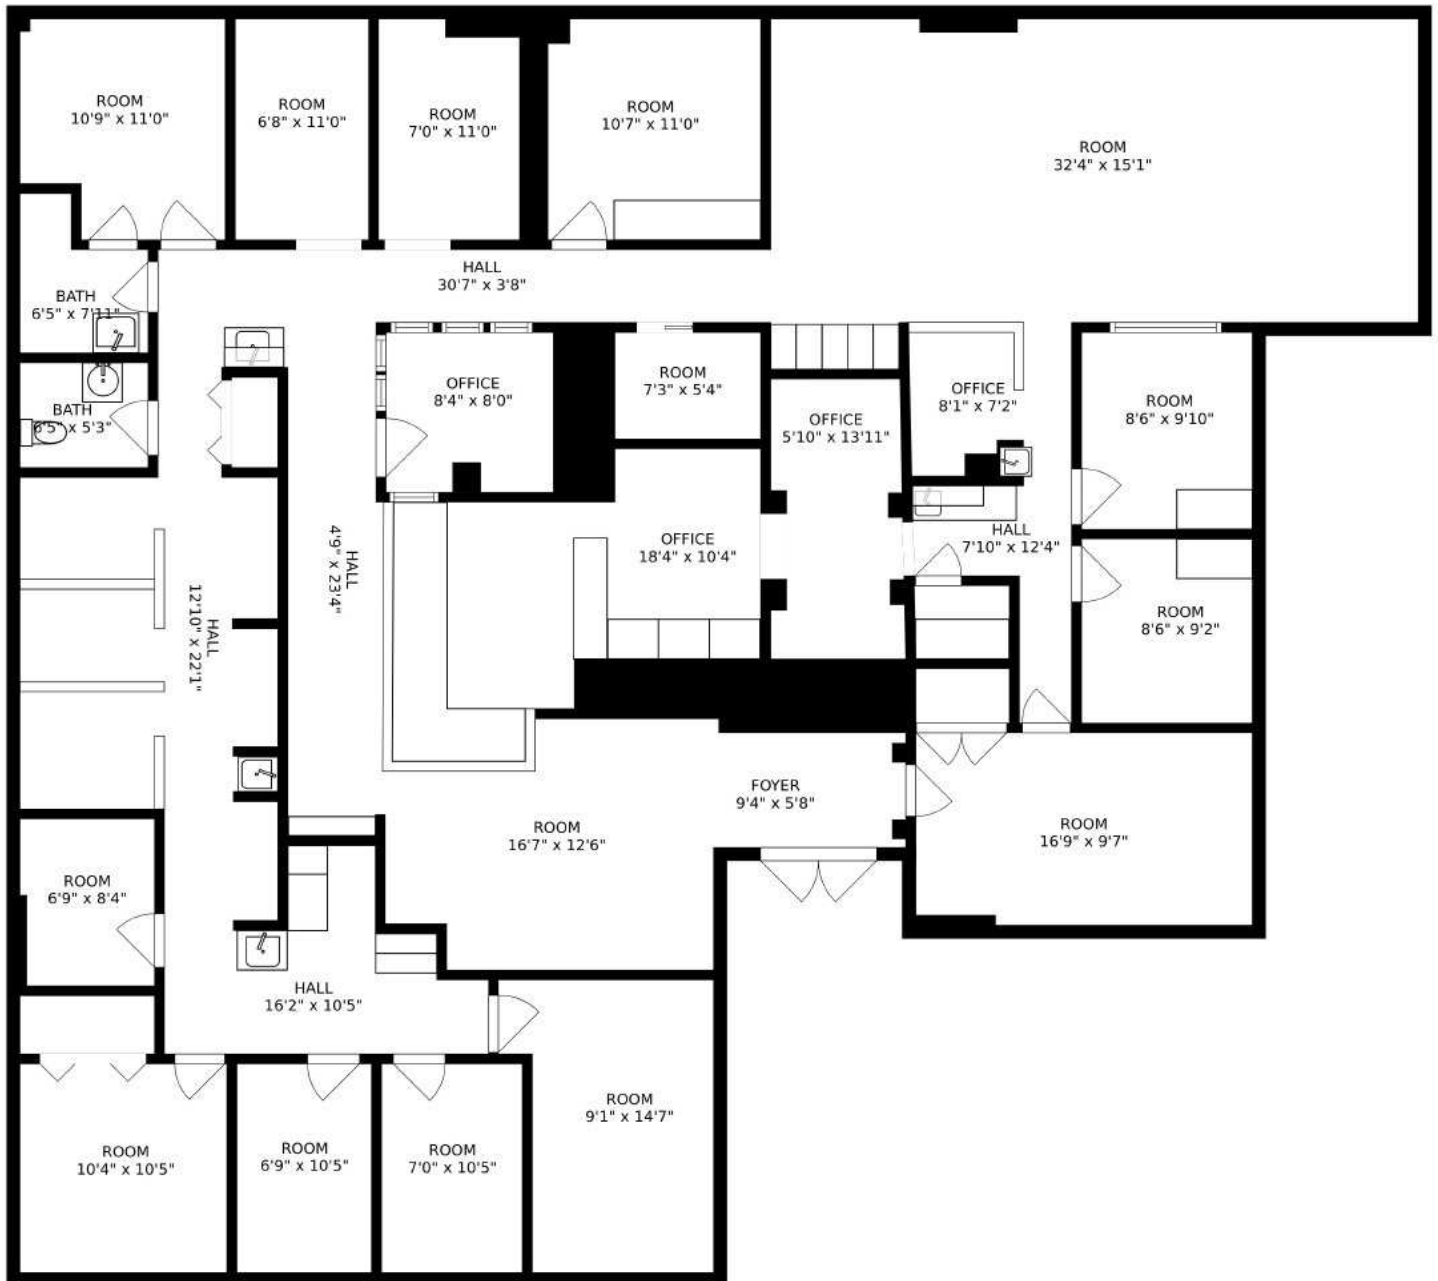 ROOM
10'9" x 11'0"
ROOM
6'8" x 11'0"
ROOM
7'0" x 11'0"
ROOM
10'7" x 11'0"
ROOM
32'4" x 15'1"
HALL
30'7" x 3'8"
BATH
6'5" x 7'11"
BATH
6'5" x 5'3"
OFFICE
8'4" x 8'0"
ROOM
7'3" x 5'4"
OFFICE
5'10" x 13'11"
OFFICE
8'1" x 7'2"
ROOM
8'6" x 9'10"
HALL
4'9" x 23'4"
OFFICE
18'4" x 10'4"
HALL
7'10" x 12'4"
HALL
12'10" x 22'1"
ROOM
8'6" x 9'2"
FOYER
9'4" x 5'8"
ROOM
16'7" x 12'6"
ROOM
16'9" x 9'7"
ROOM
6'9" x 8'4"
HALL
16'2" x 10'5"
ROOM
9'1" x 14'7"
ROOM
10'4" x 10'5"
ROOM
6'9" x 10'5"
ROOM
7'0" x 10'5"